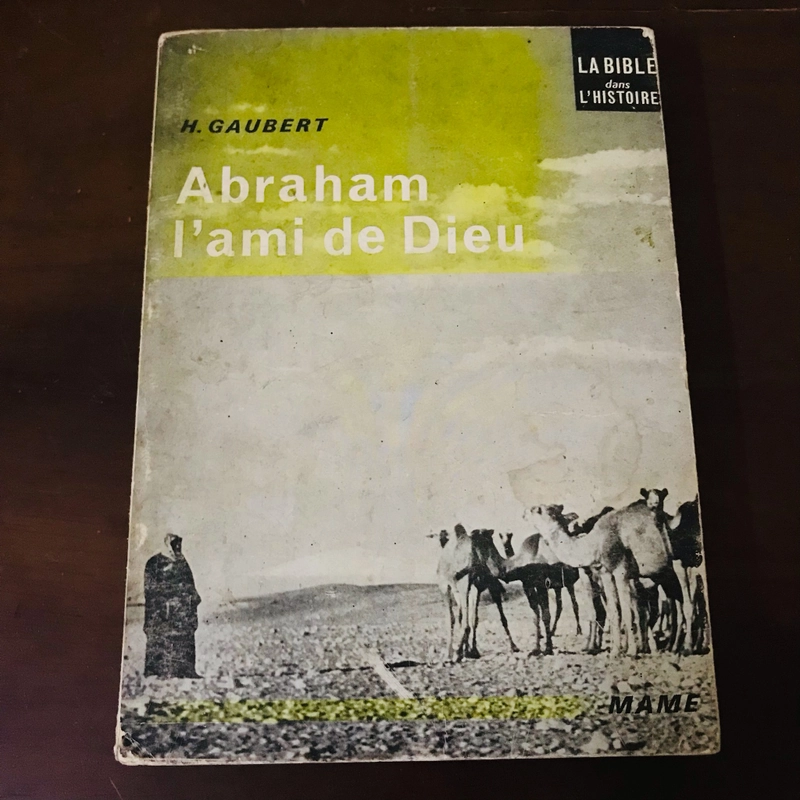 LA BIBLE
dans
L'HISTOIRE
H. GAUBERT
Abraham
l'ami de Dieu
MAME